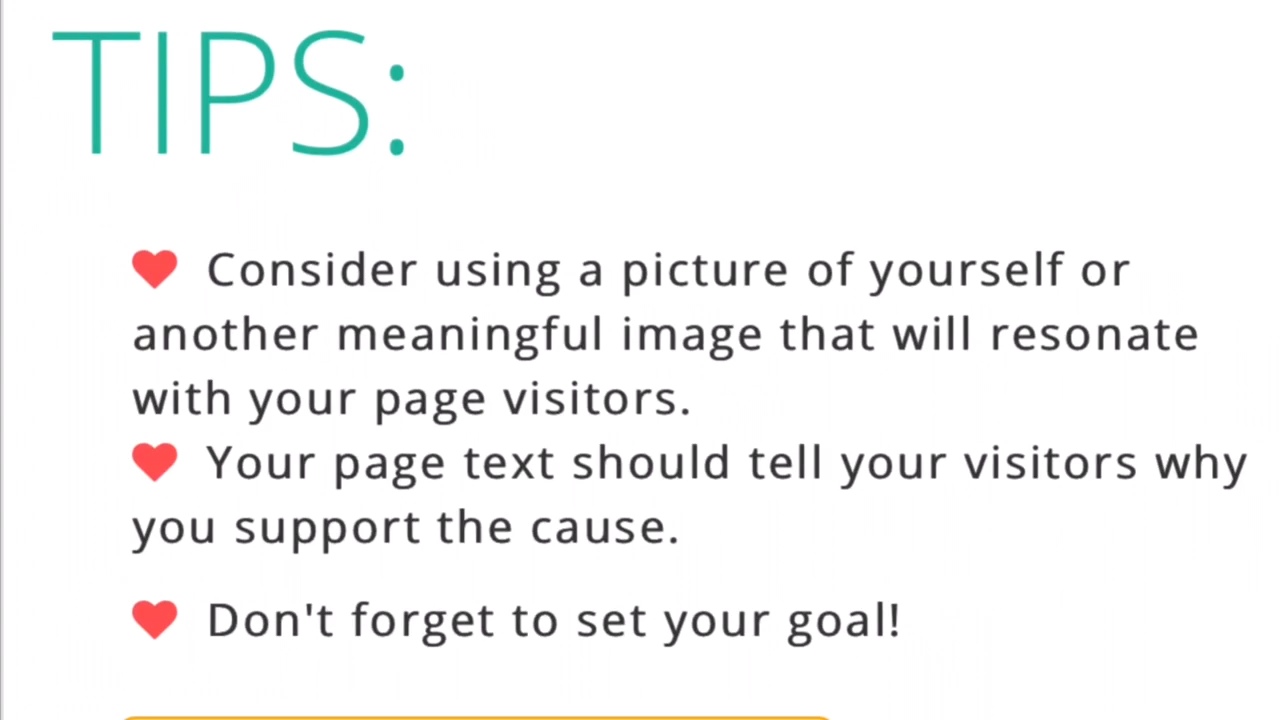 TIPS:
Consider using a picture of yourself or
another meaningful image that will resonate
with your page visitors.
Your page text should tell your visitors why
you support the cause.
Don't forget to set your goal!